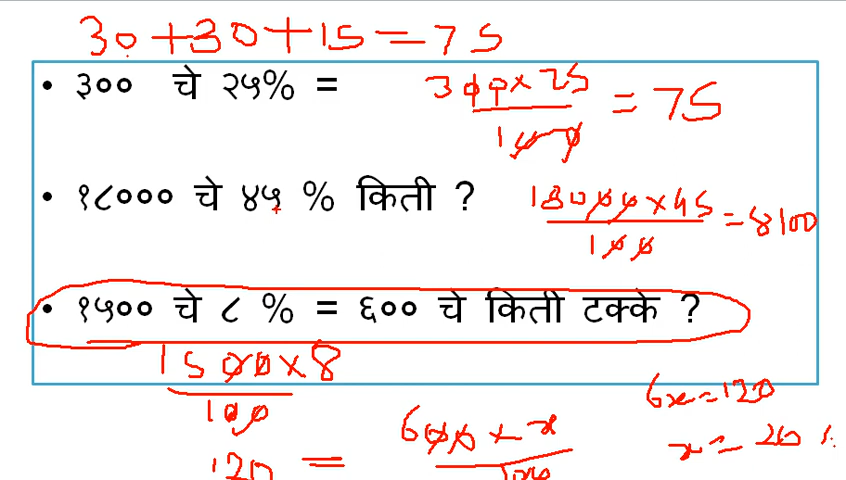 30 + 30 + 15 = 75
• ३०० चे २५% = 300 × 25 / 100 = 75
• १८००० चे ४५ % किती ? 18000 × 45 / 100 = 8100
• १५०० चे ८ % = ६०० चे किती टक्के ?
1500 × 8 / 100
6x = 120
120 = 600 × x / 100
x = 20 %